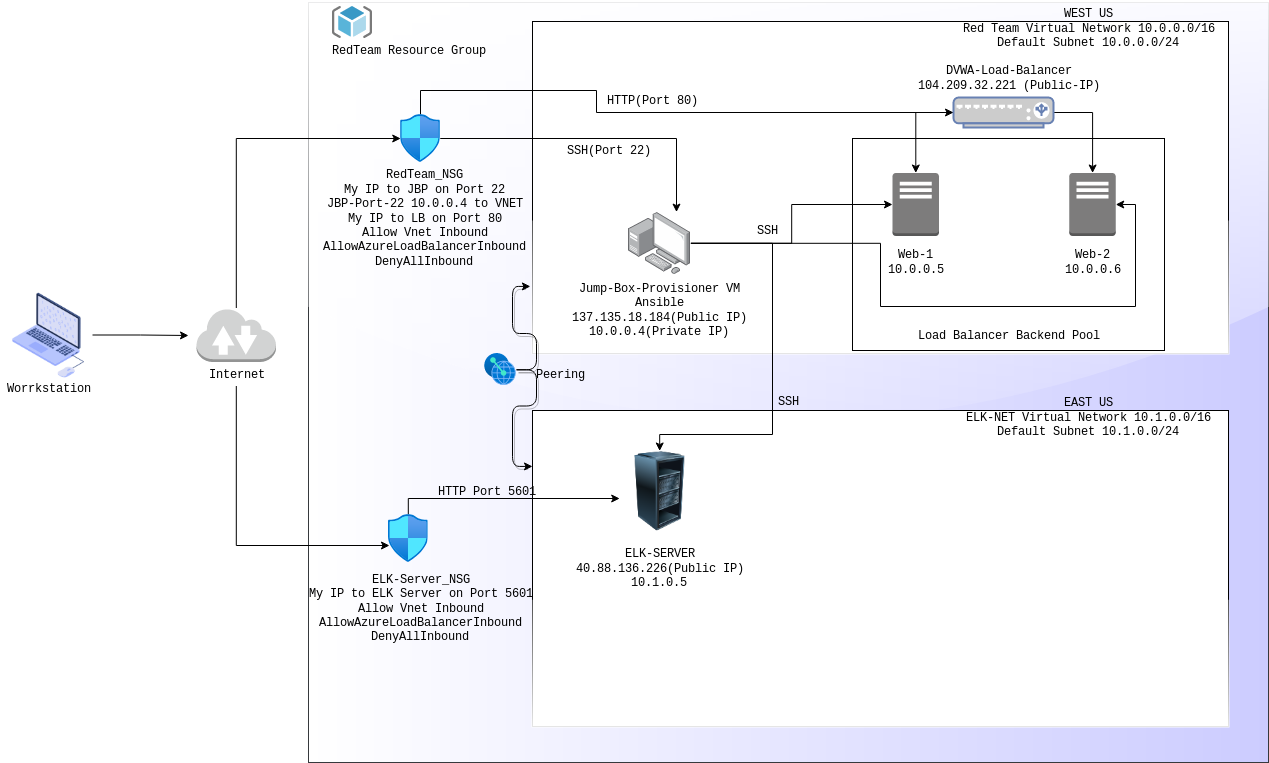 WEST US
Red Team Virtual Network 10.0.0.0/16
Default Subnet 10.0.0.0/24
RedTeam Resource Group
DVWA-Load-Balancer
104.209.32.221 (Public-IP)
HTTP(Port 80)
SSH(Port 22)
RedTeam_NSG
My IP to JBP on Port 22
JBP-Port-22 10.0.0.4 to VNET
My IP to LB on Port 80
Allow Vnet Inbound
AllowAzureLoadBalancerInbound
DenyAllInbound
SSH
Web-1
10.0.0.5
Web-2
10.0.0.6
Jump-Box-Provisioner VM
Ansible
137.135.18.184(Public IP)
10.0.0.4(Private IP)
Load Balancer Backend Pool
Internet
Worrkstation
Peering
SSH
EAST US
ELK-NET Virtual Network 10.1.0.0/16
Default Subnet 10.1.0.0/24
HTTP Port 5601
ELK-SERVER
40.88.136.226(Public IP)
10.1.0.5
ELK-Server_NSG
My IP to ELK Server on Port 5601
Allow Vnet Inbound
AllowAzureLoadBalancerInbound
DenyAllInbound